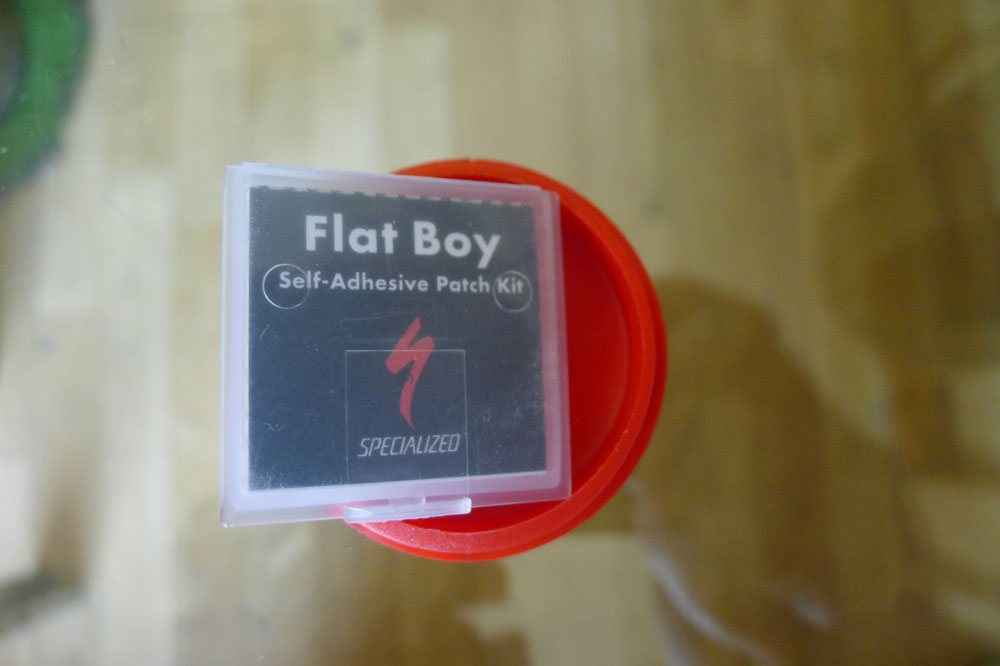 Flat Boy
Self-Adhesive Patch Kit
SPECIALIZED